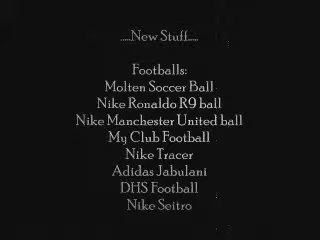 .....New Stuff.....
Footballs:
Molten Soccer Ball
Nike Ronaldo R9 ball
Nike Manchester United ball
My Club Football
Nike Tracer
Adidas Jabulani
DHS Football
Nike Seitro